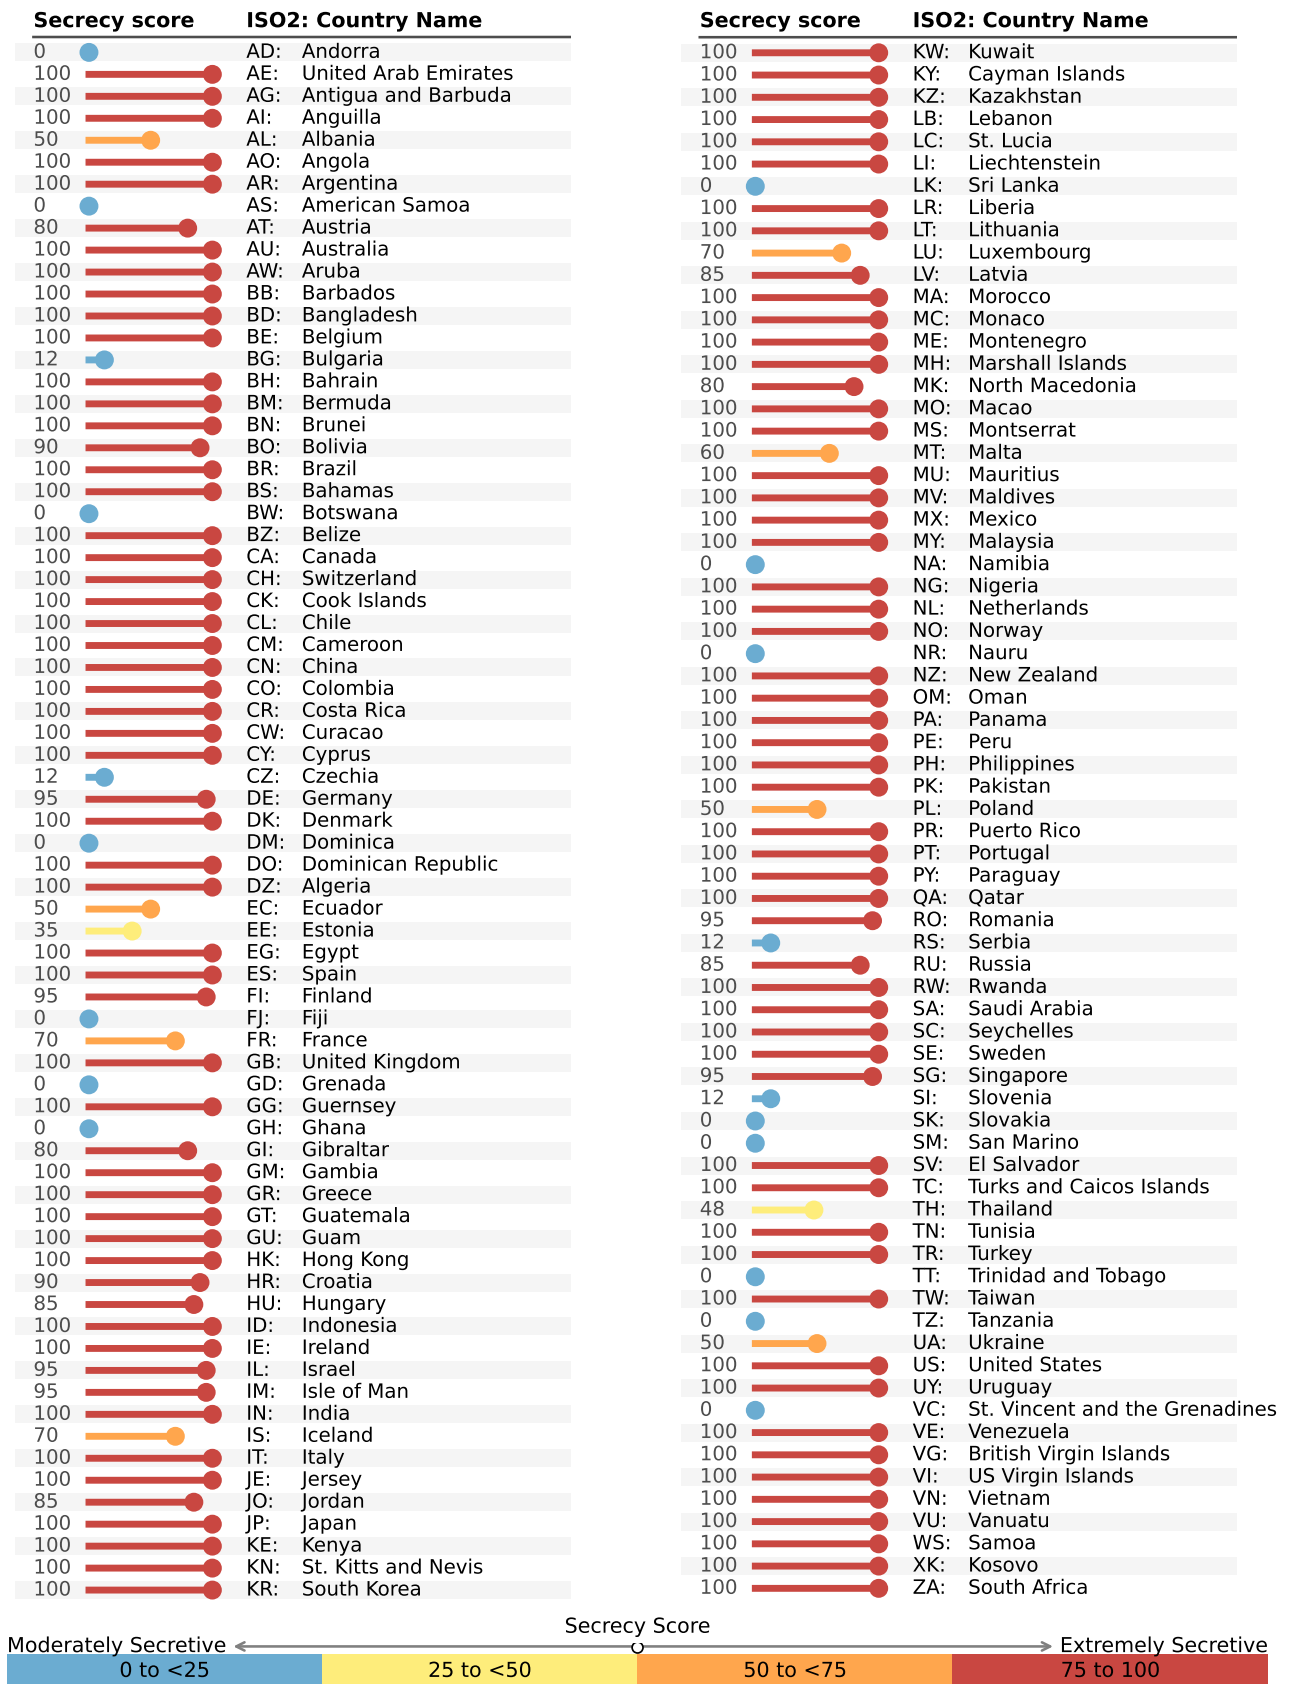 Secrecy score ISO2: Country Name
0 AD: Andorra
100 AE: United Arab Emirates
100 AG: Antigua and Barbuda
100 AI: Anguilla
50 AL: Albania
100 AO: Angola
100 AR: Argentina
0 AS: American Samoa
80 AT: Austria
100 AU: Australia
100 AW: Aruba
100 BB: Barbados
100 BD: Bangladesh
100 BE: Belgium
12 BG: Bulgaria
100 BH: Bahrain
100 BM: Bermuda
100 BN: Brunei
90 BO: Bolivia
100 BR: Brazil
100 BS: Bahamas
0 BW: Botswana
100 BZ: Belize
100 CA: Canada
100 CH: Switzerland
100 CK: Cook Islands
100 CL: Chile
100 CM: Cameroon
100 CN: China
100 CO: Colombia
100 CR: Costa Rica
100 CW: Curacao
100 CY: Cyprus
12 CZ: Czechia
95 DE: Germany
100 DK: Denmark
0 DM: Dominica
100 DO: Dominican Republic
100 DZ: Algeria
50 EC: Ecuador
35 EE: Estonia
100 EG: Egypt
100 ES: Spain
95 FI: Finland
0 FJ: Fiji
70 FR: France
100 GB: United Kingdom
0 GD: Grenada
100 GG: Guernsey
0 GH: Ghana
80 GI: Gibraltar
100 GM: Gambia
100 GR: Greece
100 GT: Guatemala
100 GU: Guam
100 HK: Hong Kong
90 HR: Croatia
85 HU: Hungary
100 ID: Indonesia
100 IE: Ireland
95 IL: Israel
95 IM: Isle of Man
100 IN: India
70 IS: Iceland
100 IT: Italy
100 JE: Jersey
85 JO: Jordan
100 JP: Japan
100 KE: Kenya
100 KN: St. Kitts and Nevis
100 KR: South Korea
Secrecy score ISO2: Country Name
100 KW: Kuwait
100 KY: Cayman Islands
100 KZ: Kazakhstan
100 LB: Lebanon
100 LC: St. Lucia
100 LI: Liechtenstein
0 LK: Sri Lanka
100 LR: Liberia
100 LT: Lithuania
70 LU: Luxembourg
85 LV: Latvia
100 MA: Morocco
100 MC: Monaco
100 ME: Montenegro
100 MH: Marshall Islands
80 MK: North Macedonia
100 MO: Macao
100 MS: Montserrat
60 MT: Malta
100 MU: Mauritius
100 MV: Maldives
100 MX: Mexico
100 MY: Malaysia
0 NA: Namibia
100 NG: Nigeria
100 NL: Netherlands
100 NO: Norway
0 NR: Nauru
100 NZ: New Zealand
100 OM: Oman
100 PA: Panama
100 PE: Peru
100 PH: Philippines
100 PK: Pakistan
50 PL: Poland
100 PR: Puerto Rico
100 PT: Portugal
100 PY: Paraguay
100 QA: Qatar
95 RO: Romania
12 RS: Serbia
85 RU: Russia
100 RW: Rwanda
100 SA: Saudi Arabia
100 SC: Seychelles
100 SE: Sweden
95 SG: Singapore
12 SI: Slovenia
0 SK: Slovakia
0 SM: San Marino
100 SV: El Salvador
100 TC: Turks and Caicos Islands
48 TH: Thailand
100 TN: Tunisia
100 TR: Turkey
0 TT: Trinidad and Tobago
100 TW: Taiwan
0 TZ: Tanzania
50 UA: Ukraine
100 US: United States
100 UY: Uruguay
0 VC: St. Vincent and the Grenadines
100 VE: Venezuela
100 VG: British Virgin Islands
100 VI: US Virgin Islands
100 VN: Vietnam
100 VU: Vanuatu
100 WS: Samoa
100 XK: Kosovo
100 ZA: South Africa
Secrecy Score
Moderately Secretive Extremely Secretive
0 to <25 25 to <50 50 to <75 75 to 100